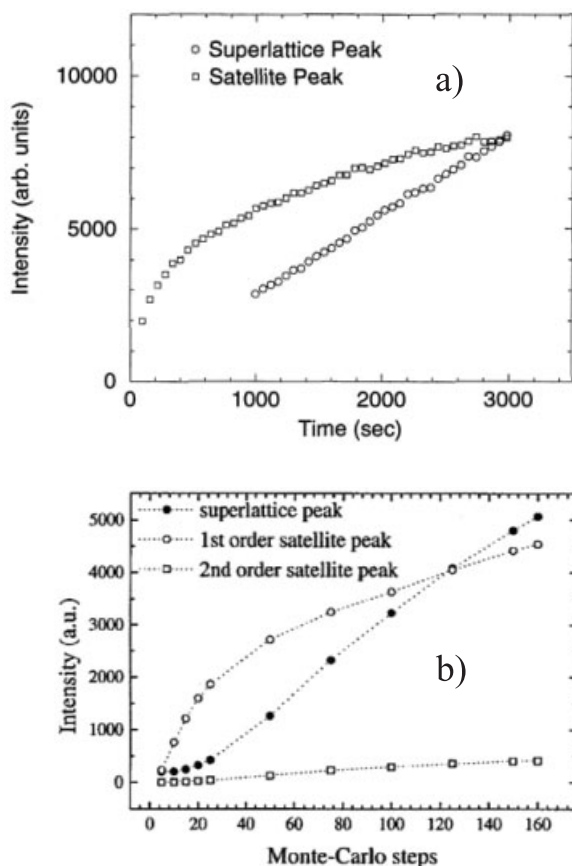 Superlattice Peak
Satellite Peak
a)
10000
5000
0
Intensity (arb. units)
0
1000
2000
3000
Time (sec)
superlattice peak
1st order satellite peak
2nd order satellite peak
b)
5000
4000
3000
2000
1000
0
Intensity (a.u.)
0 20 40 60 80 100 120 140 160
Monte-Carlo steps